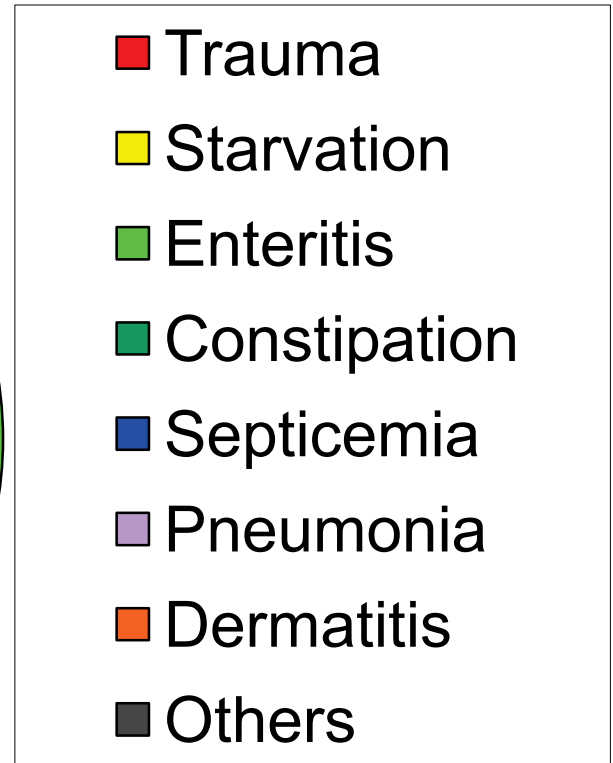 Trauma
Starvation
Enteritis
Constipation
Septicemia
Pneumonia
Dermatitis
Others